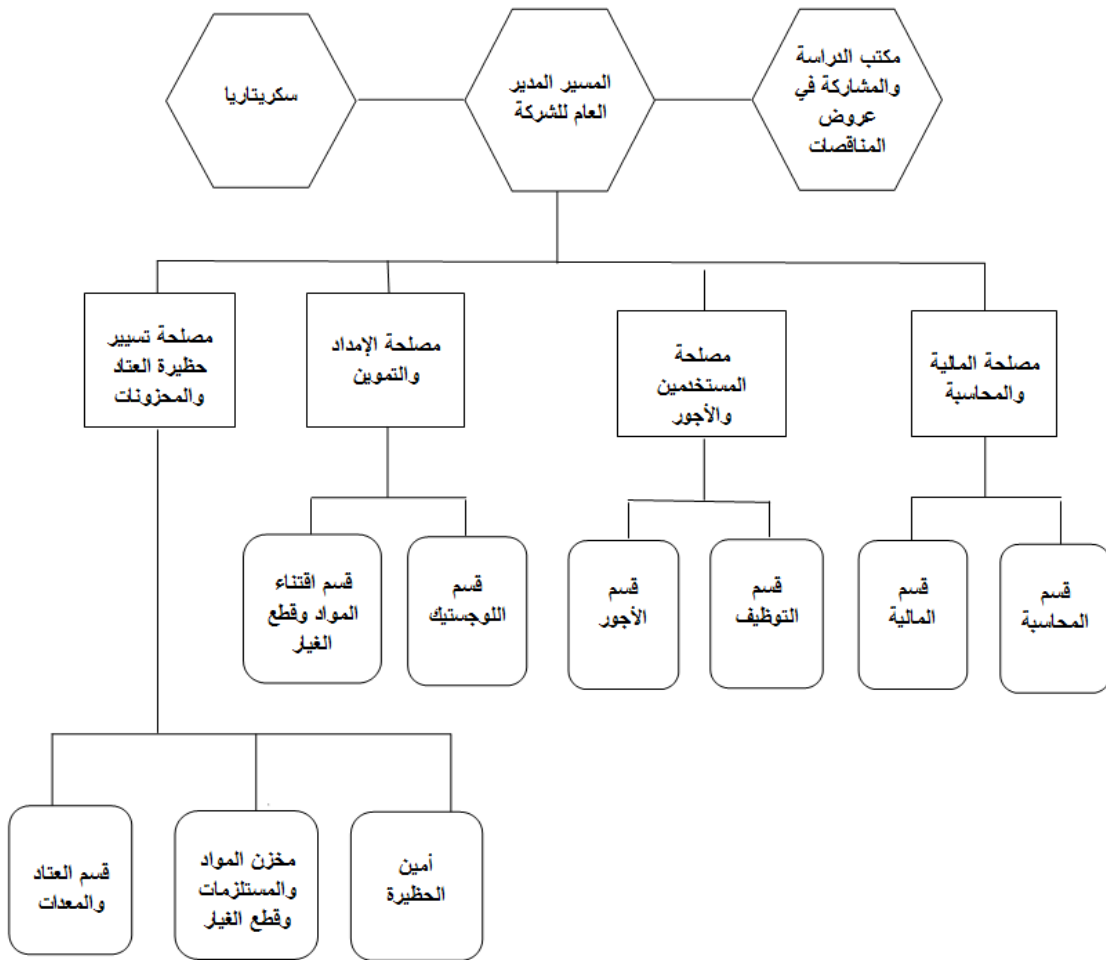 مكتب الدراسة
والمشاركة في
عروض
المناقصات
المسير المدير
العام للشركة
سكريتاريا
مصلحة المالية
والمحاسبة
مصلحة
المستخدمين
والأجور
مصلحة الإمداد
والتموين
مصلحة تسيير
حظيرة العتاد
والمحزونات
قسم
المحاسبة
قسم
المالية
قسم
التوظيف
قسم
الأجور
قسم
اللوجستيك
قسم اقتناء
المواد وقطع
الغيار
أمين
الحظيرة
مخزن المواد
والمستلزمات
وقطع الغيار
قسم العتاد
والمعدات